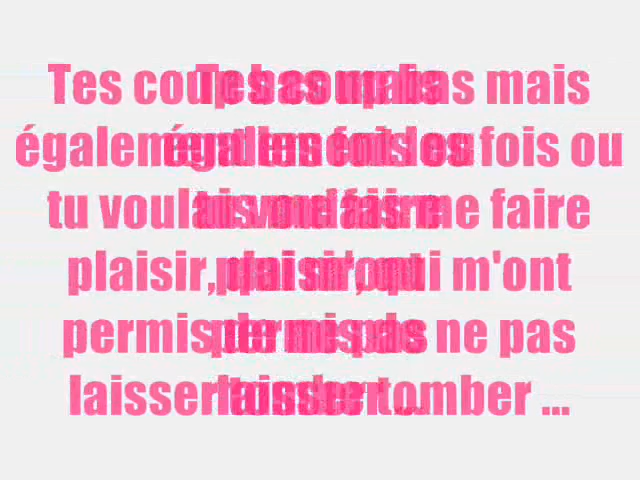 Tes coups bas mais
également les fois ou
tu voulais me faire
plaisir, qui m'ont
permis de ne pas
laisser tomber ...